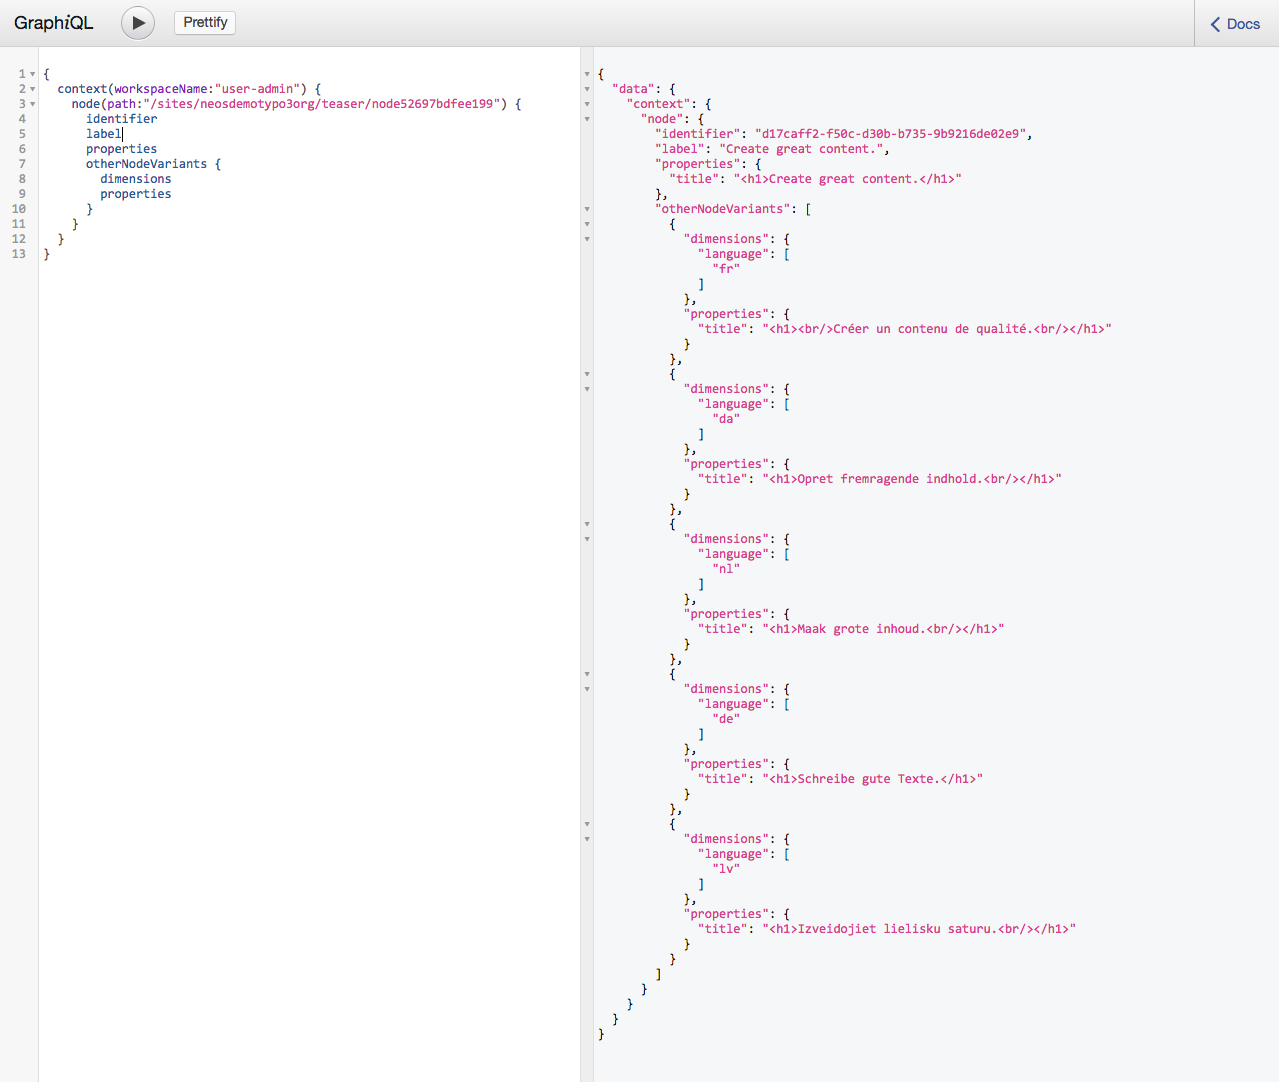 GraphiQL
Prettify
Docs
1 {
2 context(workspaceName:"user-admin") {
3 node(path:"/sites/neosdemotypo3org/teaser/node52697bdfee199") {
4 identifier
5 label
6 properties
7 otherNodeVariants {
8 dimensions
9 properties
10 }
11 }
12 }
13 }
{
"data": {
"context": {
"node": {
"identifier": "d17caff2-f50c-d30b-b735-9b9216de02e9",
"label": "Create great content.",
"properties": {
"title": "<h1>Create great content.</h1>"
},
"otherNodeVariants": [
{
"dimensions": {
"language": [
"fr"
]
},
"properties": {
"title": "<h1><br/>Créer un contenu de qualité.<br/></h1>"
}
},
{
"dimensions": {
"language": [
"da"
]
},
"properties": {
"title": "<h1>Opret fremragende indhold.<br/></h1>"
}
},
{
"dimensions": {
"language": [
"nl"
]
},
"properties": {
"title": "<h1>Maak grote inhoud.<br/></h1>"
}
},
{
"dimensions": {
"language": [
"de"
]
},
"properties": {
"title": "<h1>Schreibe gute Texte.</h1>"
}
},
{
"dimensions": {
"language": [
"lv"
]
},
"properties": {
"title": "<h1>Izveidojiet lielisku saturu.<br/></h1>"
}
}
]
}
}
}
}